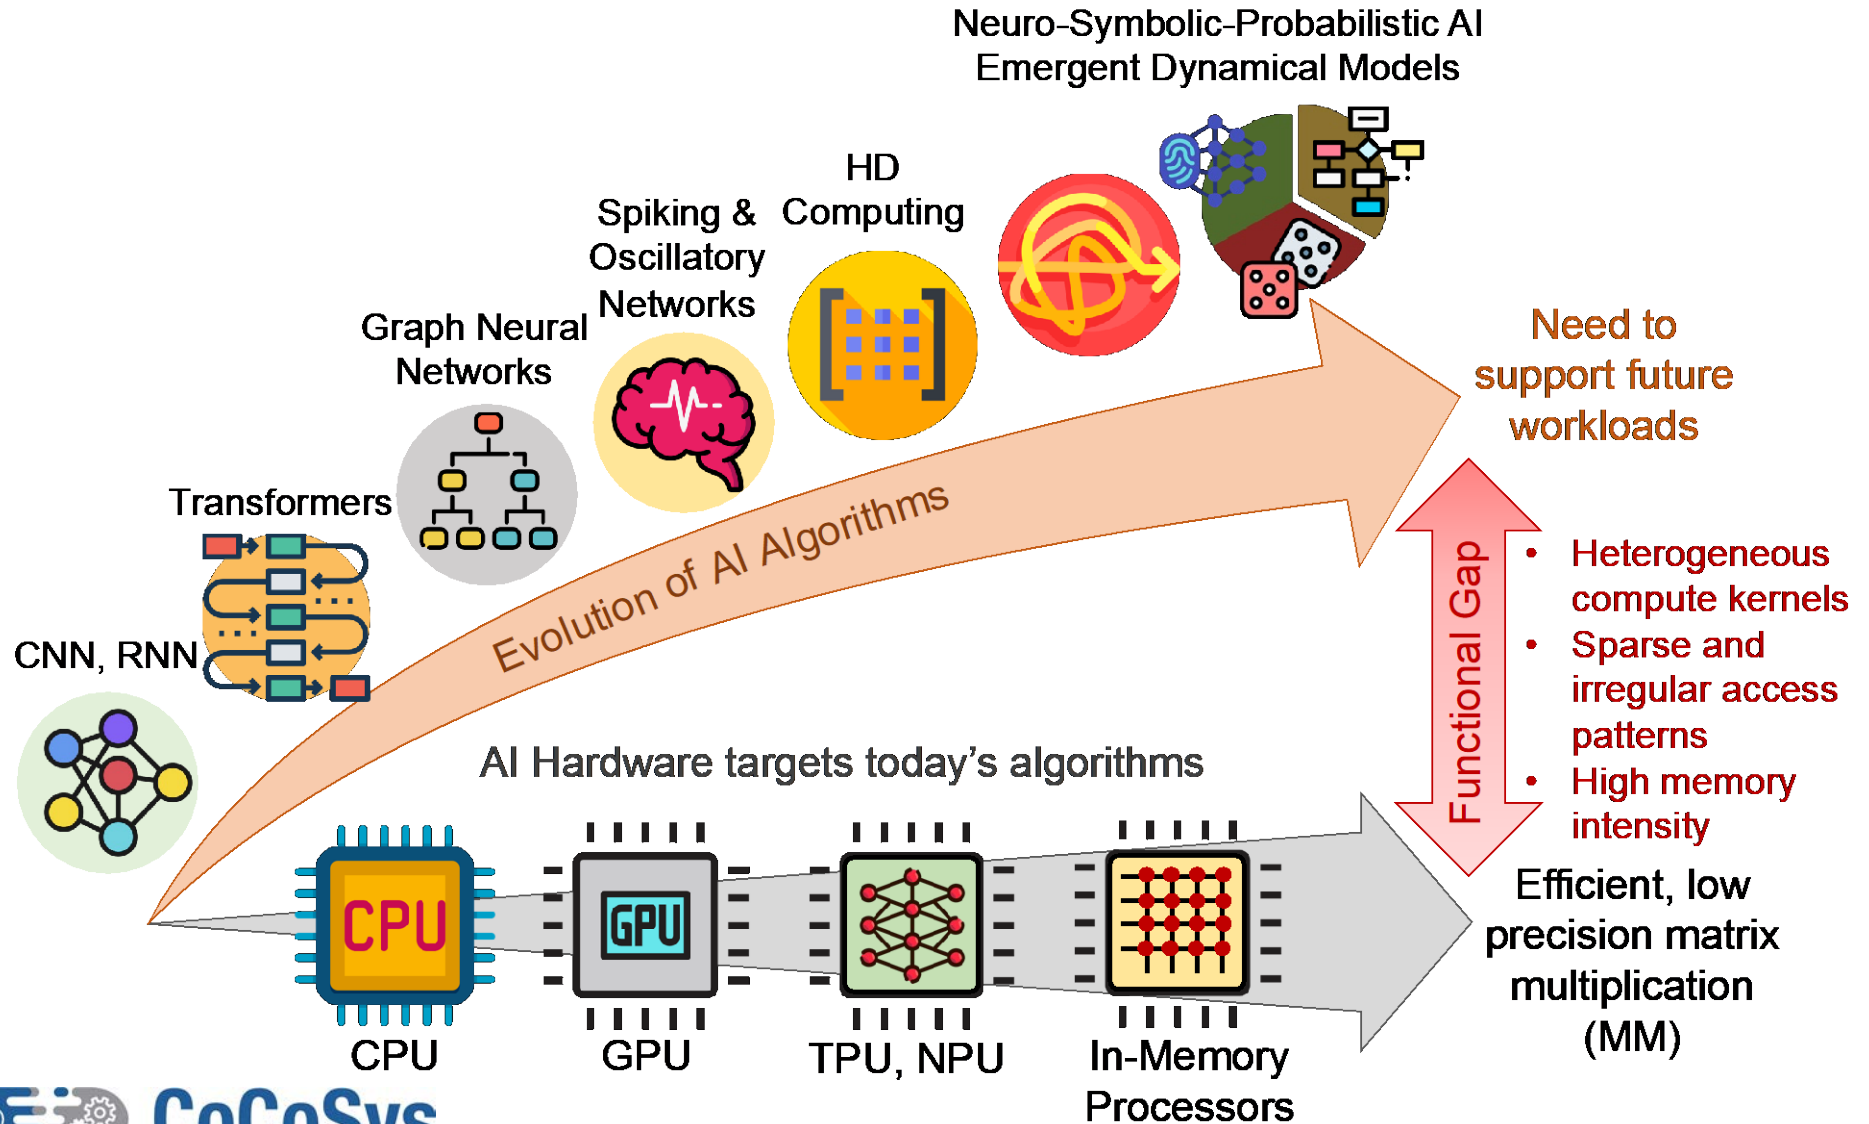 Neuro-Symbolic-Probabilistic AI
Emergent Dynamical Models
HD
Computing
Spiking &
Oscillatory
Networks
Graph Neural
Networks
Transformers
CNN, RNN
Evolution of AI Algorithms
Need to
support future
workloads
Functional Gap
• Heterogeneous
compute kernels
• Sparse and
irregular access
patterns
• High memory
intensity
AI Hardware targets today's algorithms
CPU
GPU
CPU
GPU
TPU, NPU
In-Memory
Processors
Efficient, low
precision matrix
multiplication
(MM)
CoCoSys